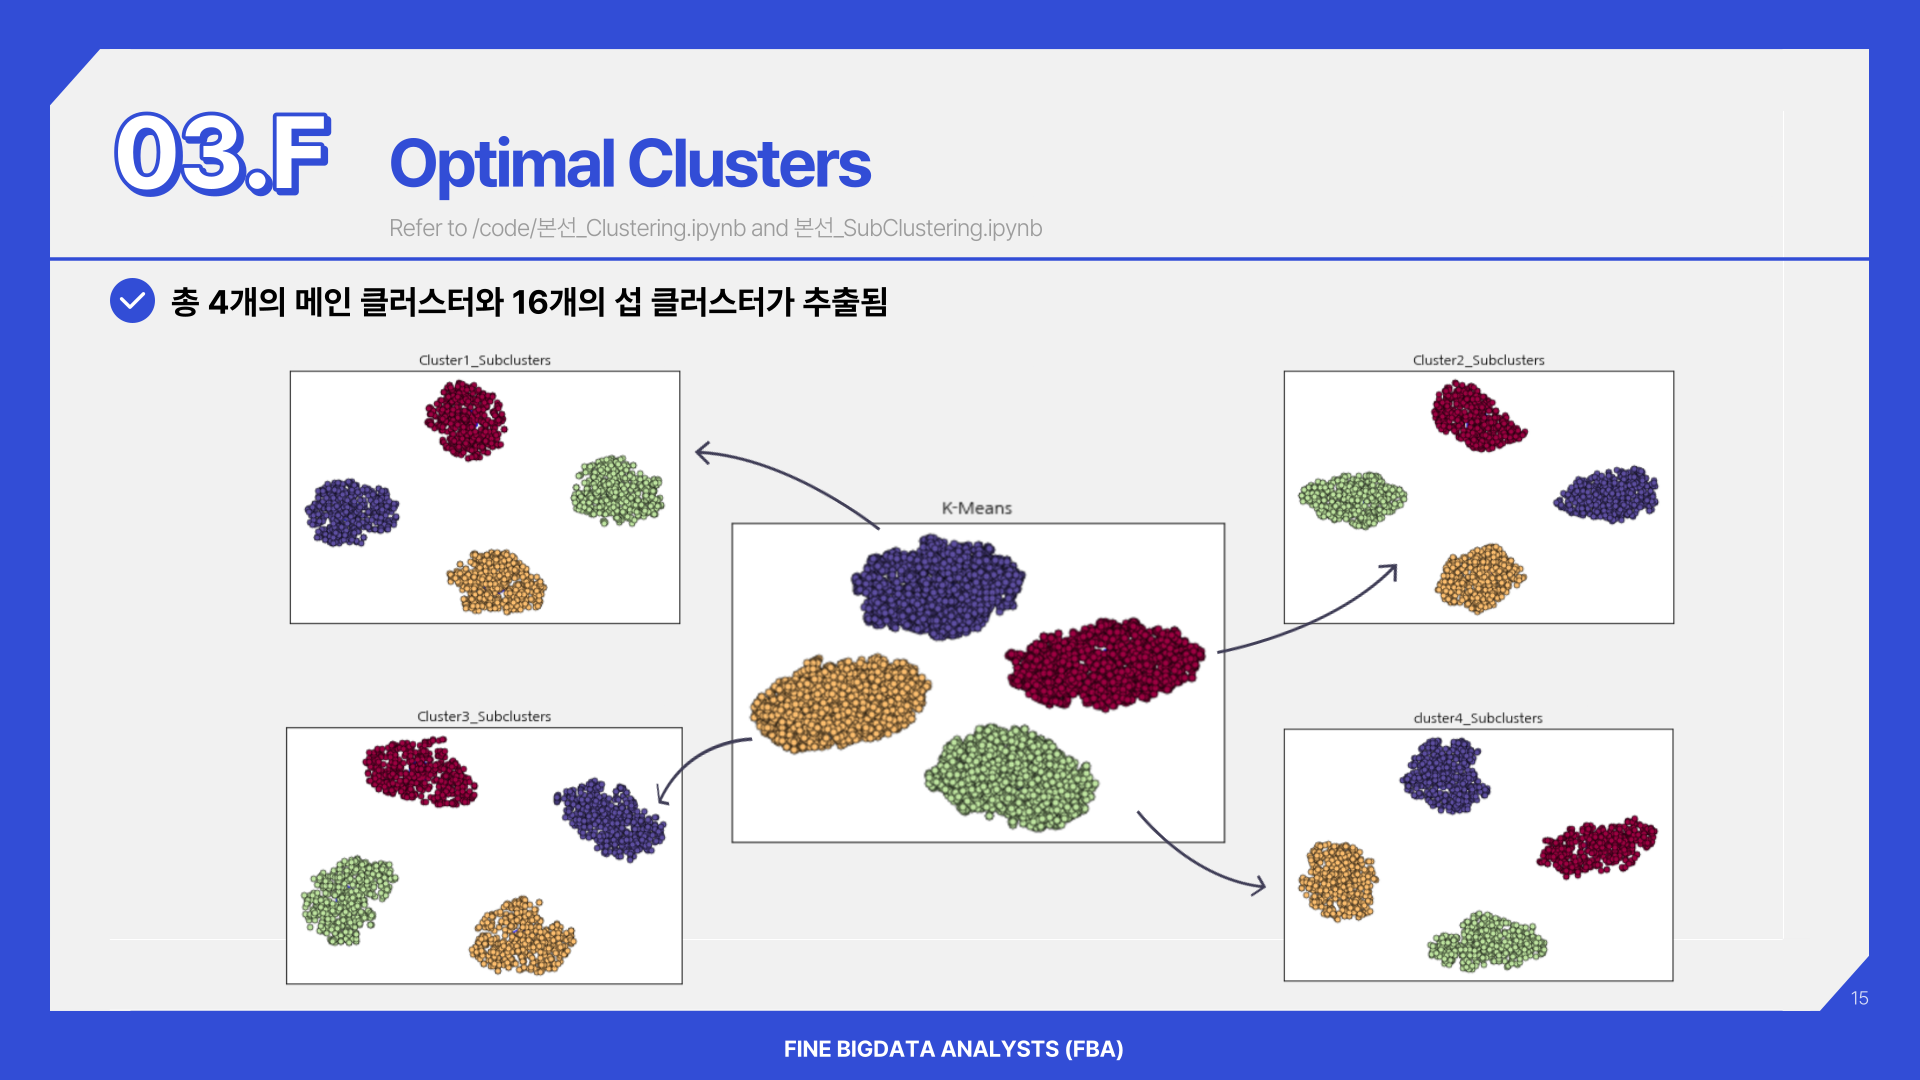 03.F
Optimal Clusters
Refer to /code/본선_Clustering.ipynb and 본선_SubClustering.ipynb
총 4개의 메인 클러스터와 16개의 섭 클러스터가 추출됨
Cluster1_Subclusters
Cluster2_Subclusters
K-Means
Cluster3_Subclusters
cluster4_Subclusters
15
FINE BIGDATA ANALYSTS (FBA)